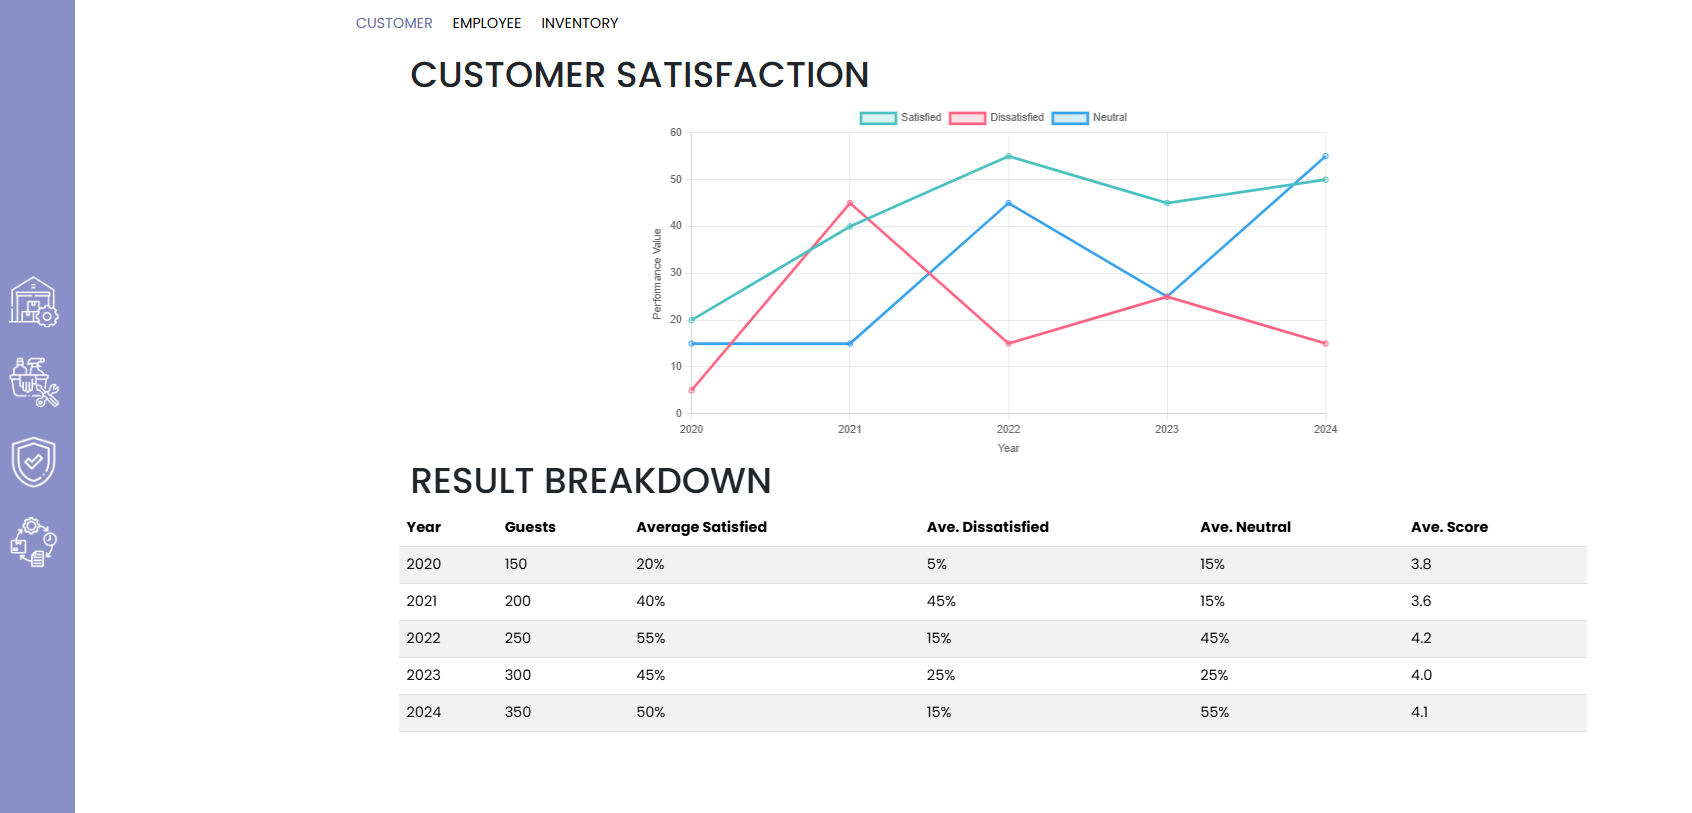 CUSTOMER EMPLOYEE INVENTORY
CUSTOMER SATISFACTION
Satisfied Dissatisfied Neutral
Performance Value
60
50
40
30
20
10
0
2020 2021 2022 2023 2024
Year
RESULT BREAKDOWN
Year Guests Average Satisfied Ave. Dissatisfied Ave. Neutral Ave. Score
2020 150 20% 5% 15% 3.8
2021 200 40% 45% 15% 3.6
2022 250 55% 15% 45% 4.2
2023 300 45% 25% 25% 4.0
2024 350 50% 15% 55% 4.1